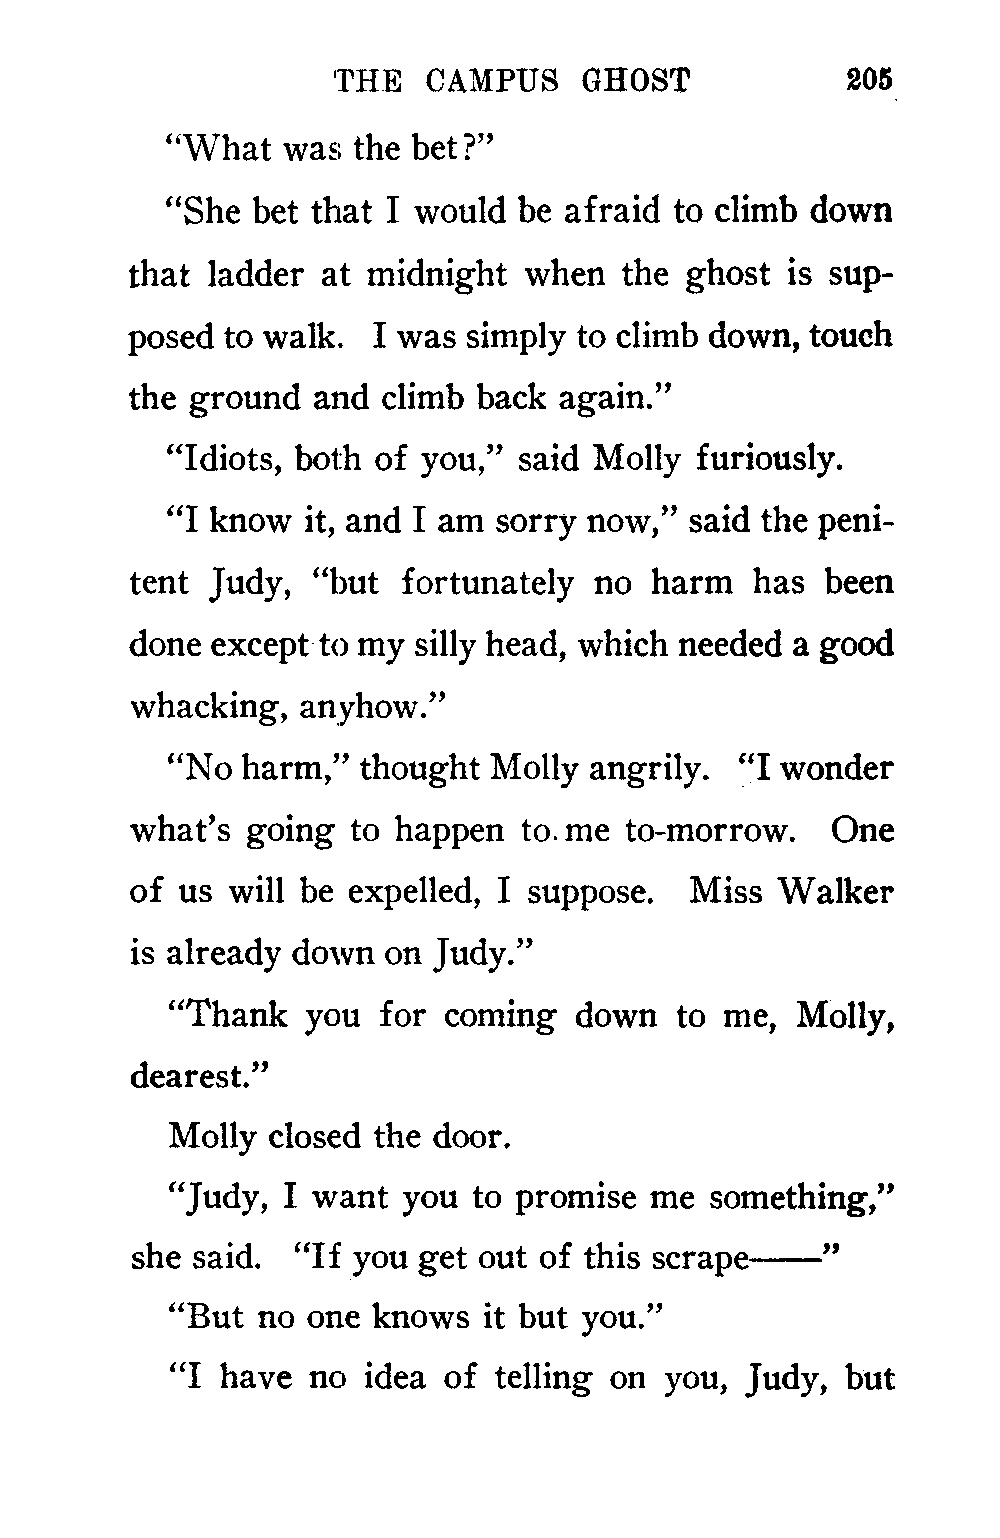 THE CAMPUS GHOST 205
“What was the bet?”
“She bet that I would be afraid to climb down
that ladder at midnight when the ghost is sup-
posed to walk. I was simply to climb down, touch
the ground and climb back again.”
“Idiots, both of you,” said Molly furiously.
“I know it, and I am sorry now,” said the peni-
tent Judy, “but fortunately no harm has been
done except to my silly head, which needed a good
whacking, anyhow.”
“No harm,” thought Molly angrily. “I wonder
what’s going to happen to me to-morrow. One
of us will be expelled, I suppose. Miss Walker
is already down on Judy.”
“Thank you for coming down to me, Molly,
dearest.”
Molly closed the door.
“Judy, I want you to promise me something,”
she said. “If you get out of this scrape——”
“But no one knows it but you.”
“I have no idea of telling on you, Judy, but